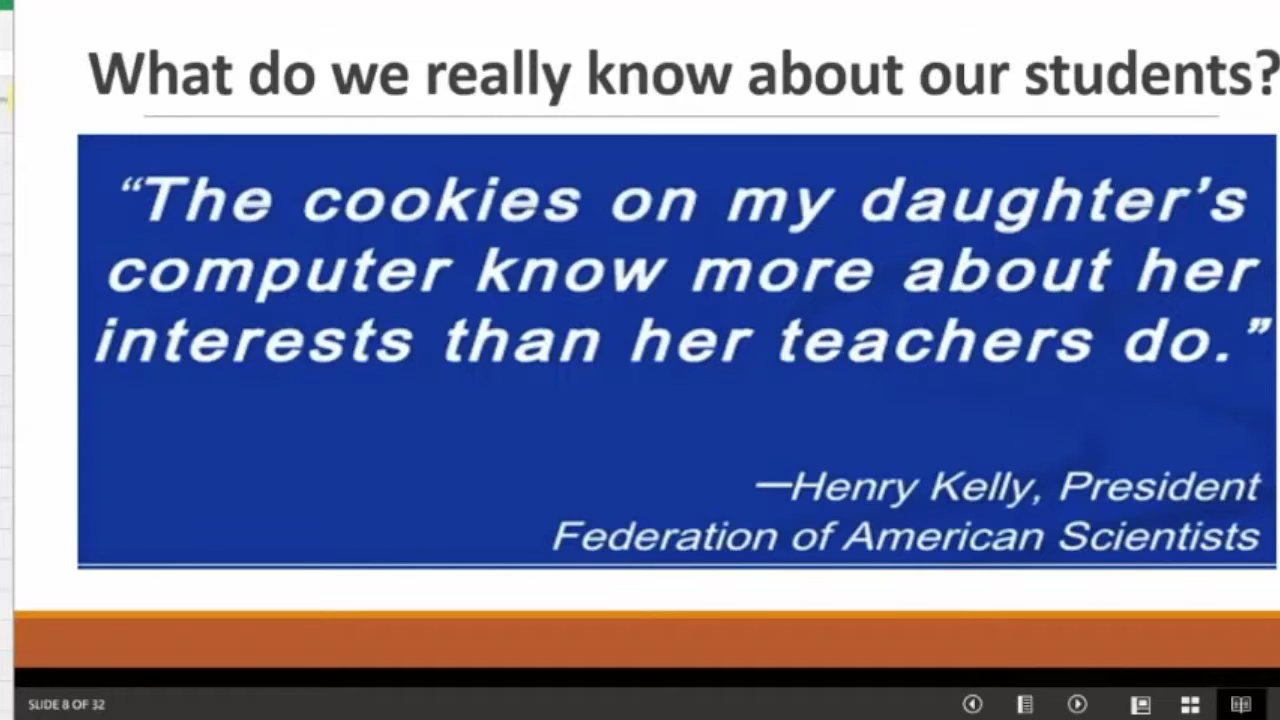 What do we really know about our students?
“The cookies on my daughter’s
computer know more about her
interests than her teachers do.”
—Henry Kelly, President
Federation of American Scientists
SLIDE 8 OF 32